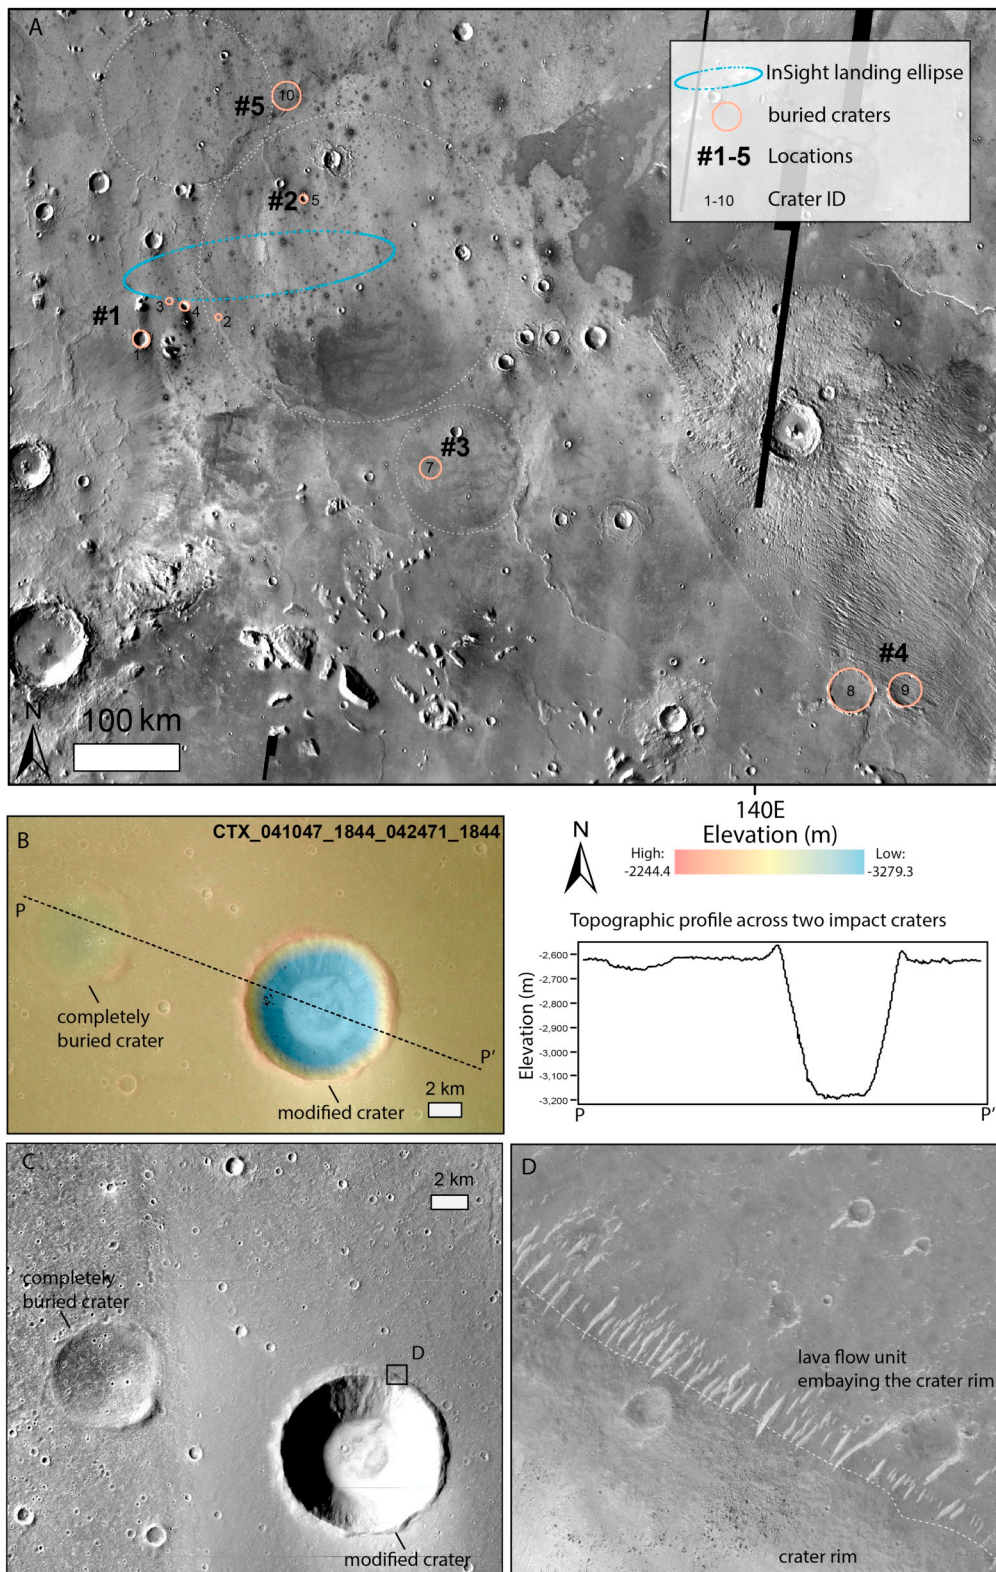 A
InSight landing ellipse
buried craters
#1-5 Locations
1-10 Crater ID
#5
10
#2
5
#1
3
4
2
1
#3
7
#4
8
9
N
100 km
140E
B
CTX_041047_1844_042471_1844
P
completely
buried crater
P'
2 km
modified crater
N
Elevation (m)
High:
-2244.4
Low:
-3279.3
Topographic profile across two impact craters
Elevation (m)
-2,600
-2,700
-2,800
-2,900
-3,000
-3,100
-3,200
P
P'
C
2 km
completely
buried crater
D
modified crater
D
lava flow unit
embaying the crater rim
crater rim